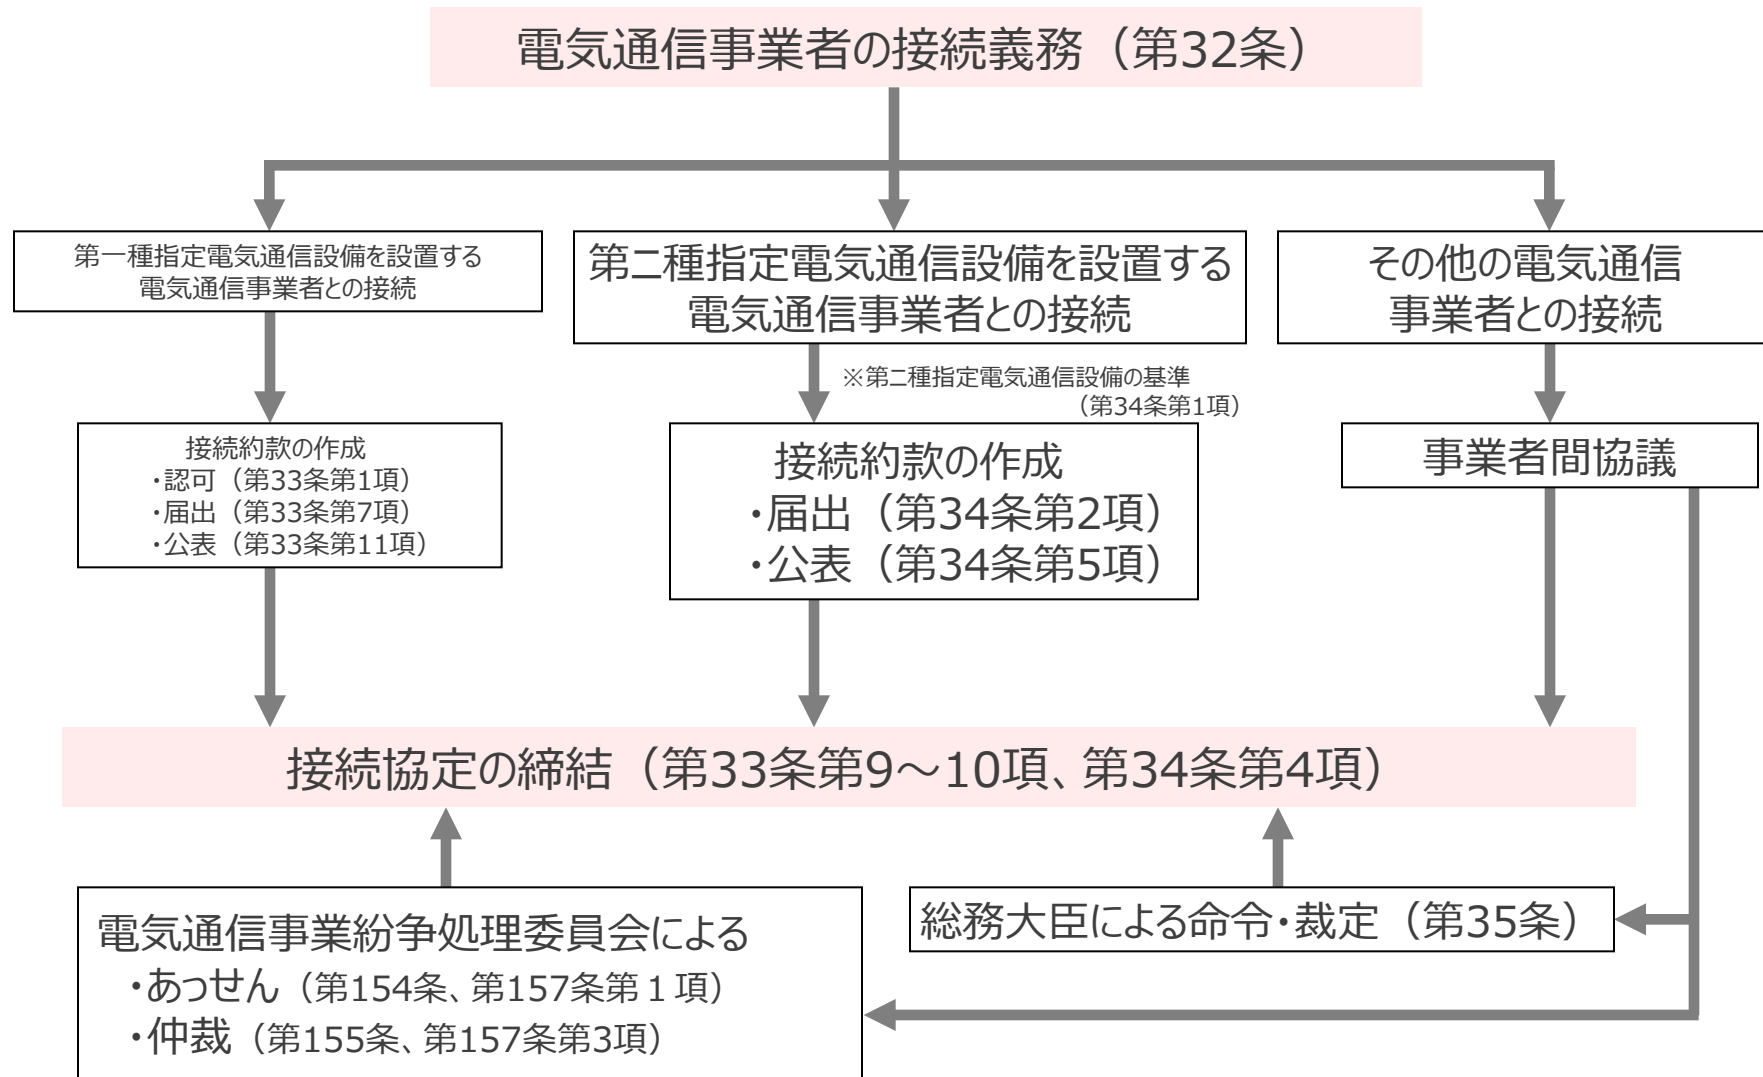 電気通信事業者の接続義務（第32条）
第一種指定電気通信設備を設置する
電気通信事業者との接続
第二種指定電気通信設備を設置する
電気通信事業者との接続
その他の電気通信
事業者との接続
※第二種指定電気通信設備の基準
（第34条第1項）
接続約款の作成
・認可（第33条第1項）
・届出（第33条第7項）
・公表（第33条第11項）
接続約款の作成
・届出（第34条第2項）
・公表（第34条第5項）
事業者間協議
接続協定の締結（第33条第9～10項、第34条第4項）
電気通信事業紛争処理委員会による
・あっせん（第154条、第157条第１項）
・仲裁（第155条、第157条第3項）
総務大臣による命令・裁定（第35条）